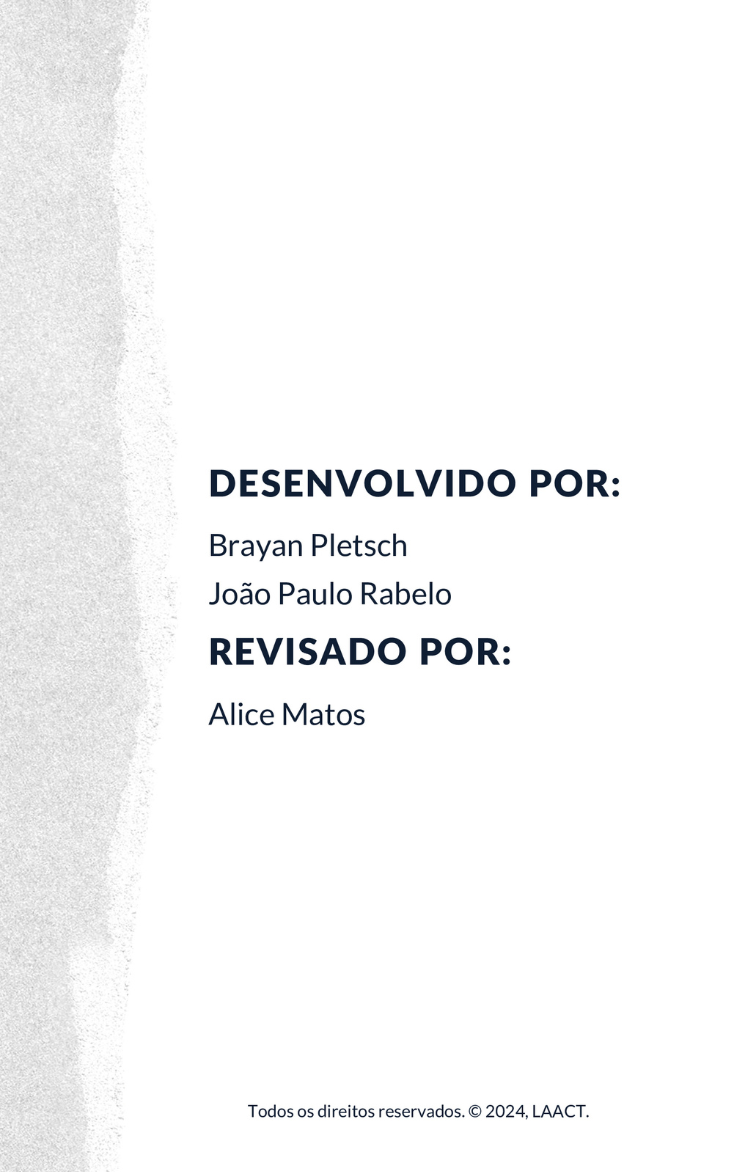 DESENVOLVIDO POR:
Brayan Pletsch
João Paulo Rabelo
REVISADO POR:
Alice Matos
Todos os direitos reservados. © 2024, LAACT.